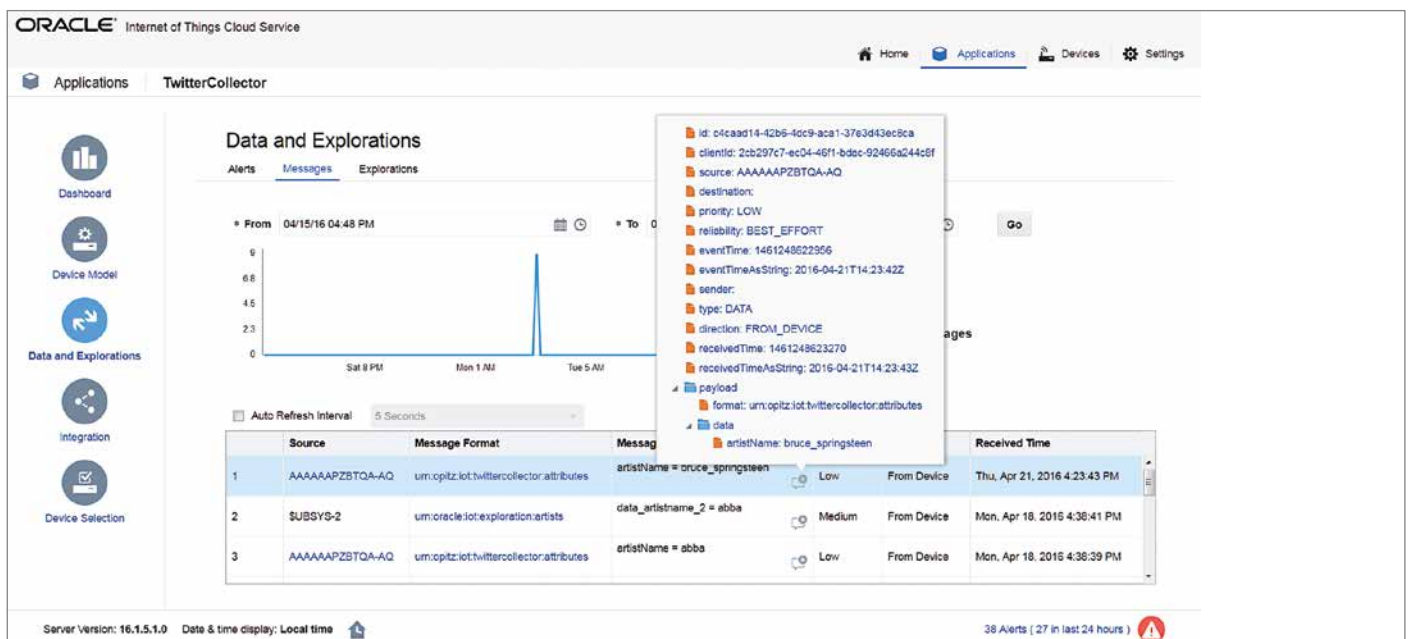 ORACLE Internet of Things Cloud Service
Home Applications Devices Settings
Applications TwitterCollector
Dashboard
Device Model
Data and Explorations
Integration
Device Selection
Data and Explorations
Alerts Messages Explorations
From 04/15/16 04:48 PM To 0 Go
9
6.8
4.5
2.3
0
Sat 8 PM Mon 1 AM Tue 5 AM
ages
id: c4caad14-42b6-4dc9-aca1-37e3d43ec8ca
clientId: 2cb297c7-ec04-46f1-bdac-92466a244c8f
source: AAAAAAPZBTQA-AQ
destination:
priority: LOW
reliability: BEST_EFFORT
eventTime: 1461248622956
eventTimeAsString: 2016-04-21T14:23:42Z
sender:
type: DATA
direction: FROM_DEVICE
receivedTime: 1461248623270
receivedTimeAsString: 2016-04-21T14:23:43Z
payload
format: urn:opitz:iot:twittercollector:attributes
data
artistName: bruce_springsteen
Auto Refresh Interval 5 Seconds
Source Message Format Messag Received Time
1 AAAAAAPZBTQA-AQ urn:opitz:iot:twittercollector:attributes artistName = bruce_springsteen Low From Device Thu, Apr 21, 2016 4:23:43 PM
2 $UBSYS-2 urn:oracle:iot:exploration:artists data_artistname_2 = abba Medium From Device Mon, Apr 18, 2016 4:38:41 PM
3 AAAAAAPZBTQA-AQ urn:opitz:iot:twittercollector:attributes artistName = abba Low From Device Mon, Apr 18, 2016 4:38:39 PM
Server Version: 16.1.5.1.0 Date & time display: Local time
38 Alerts ( 27 in last 24 hours )